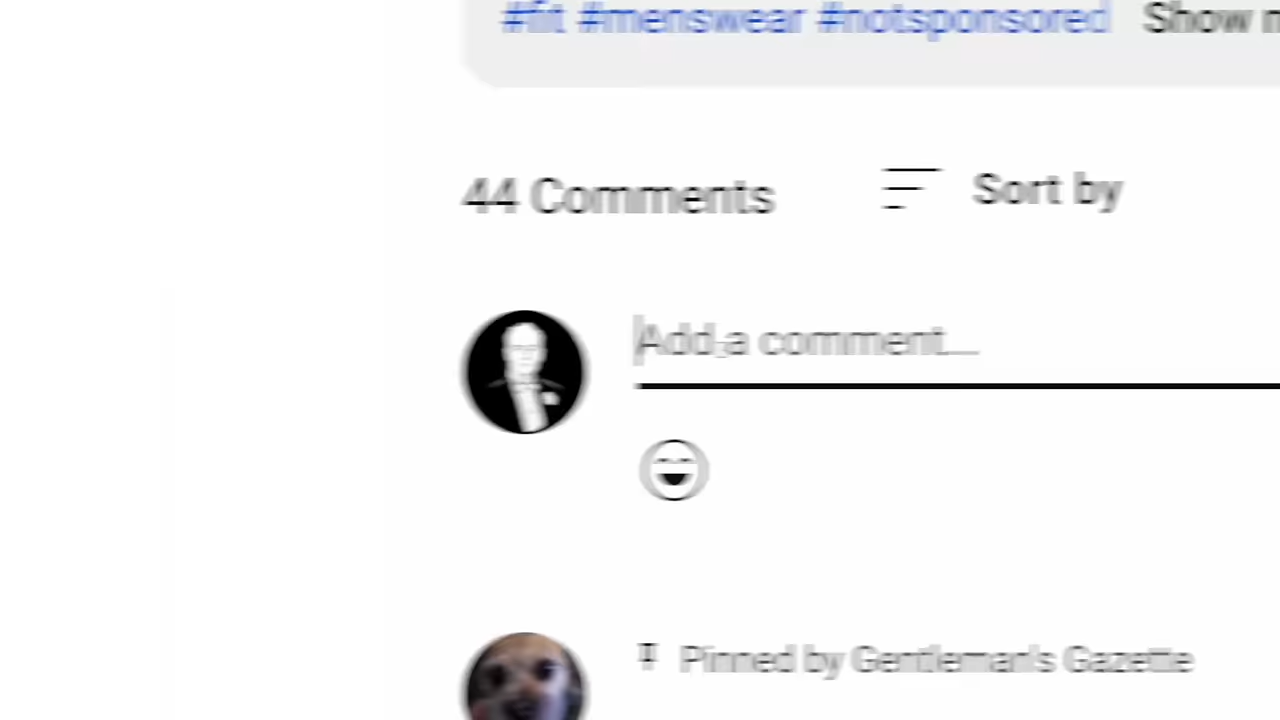 #fit #menswear #notsponsored Show
44 Comments Sort by
Add a comment...
Pinned by Gentleman's Gazette